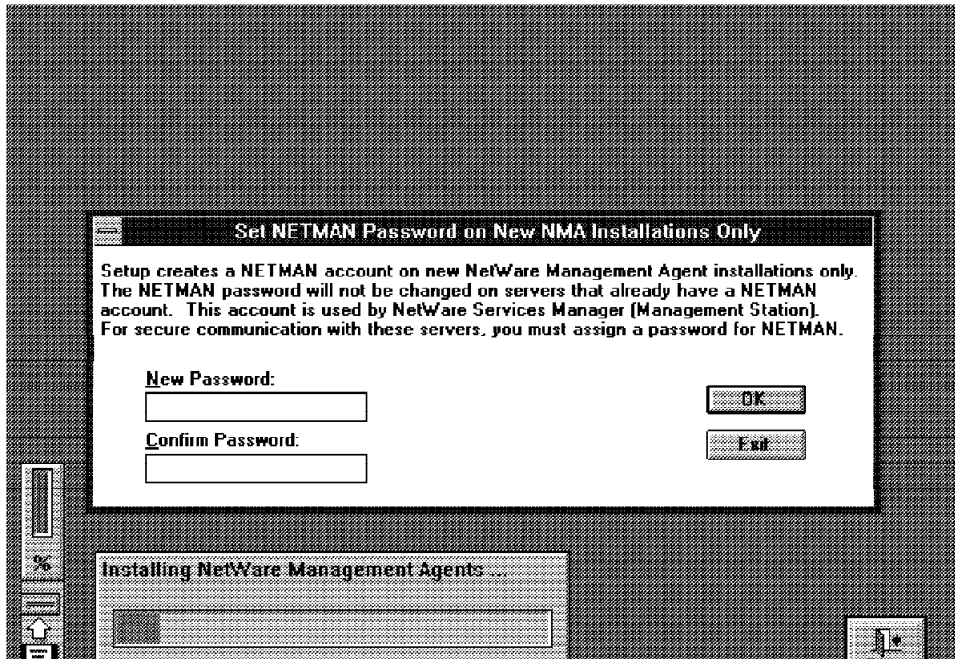 Set NETMAN Password on New NMA Installations Only
Setup creates a NETMAN account on new NetWare Management Agent installations only.
The NETMAN password will not be changed on servers that already have a NETMAN
account.  This account is used by NetWare Services Manager (Management Station).
For secure communication with these servers, you must assign a password for NETMAN.
New Password:
OK
Confirm Password:
Exit
%
Installing NetWare Management Agents ...